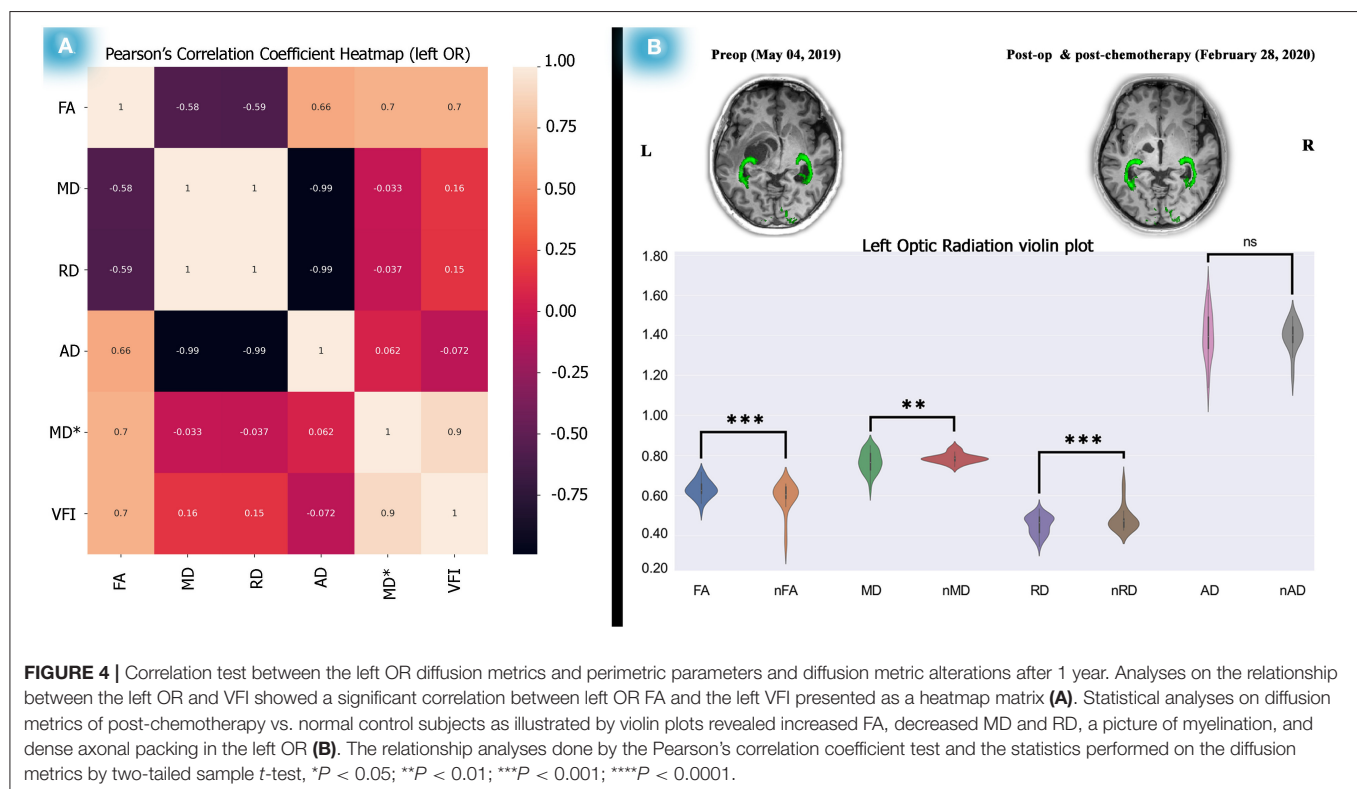 A
Pearson's Correlation Coefficient Heatmap (left OR)
FA 1 -0.58 -0.59 0.66 0.7 0.7
MD -0.58 1 1 -0.99 -0.033 0.16
RD -0.59 1 1 -0.99 -0.037 0.15
AD 0.66 -0.99 -0.99 1 0.062 -0.072
MD* 0.7 -0.033 -0.037 0.062 1 0.9
VFI 0.7 0.16 0.15 -0.072 0.9 1
FA MD RD AD MD* VFI
1.00
0.75
0.50
0.25
0.00
-0.25
-0.50
-0.75
B
Preop (May 04, 2019) Post-op & post-chemotherapy (February 28, 2020)
L R
Left Optic Radiation violin plot
1.80
1.60
1.40
1.20
1.00
0.80
0.60
0.40
0.20
*** ** *** ns
FA nFA MD nMD RD nRD AD nAD
FIGURE 4 | Correlation test between the left OR diffusion metrics and perimetric parameters and diffusion metric alterations after 1 year. Analyses on the relationship
between the left OR and VFI showed a significant correlation between left OR FA and the left VFI presented as a heatmap matrix (A). Statistical analyses on diffusion
metrics of post-chemotherapy vs. normal control subjects as illustrated by violin plots revealed increased FA, decreased MD and RD, a picture of myelination, and
dense axonal packing in the left OR (B). The relationship analyses done by the Pearson's correlation coefficient test and the statistics performed on the diffusion
metrics by two-tailed sample t-test, *P < 0.05; **P < 0.01; ***P < 0.001; ****P < 0.0001.